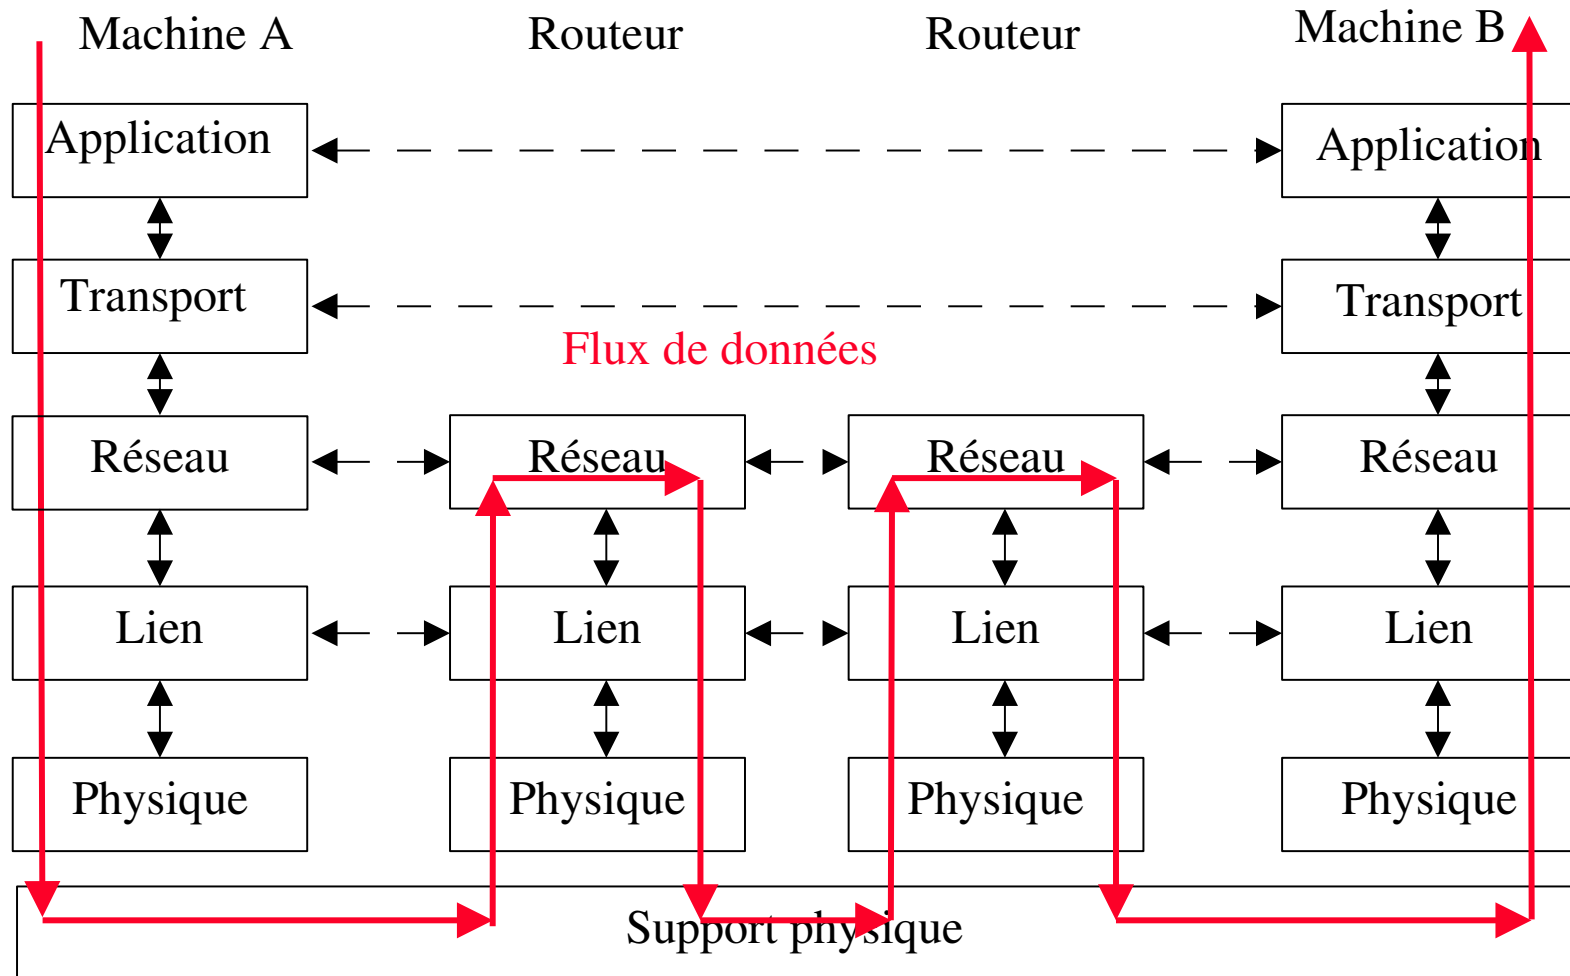 Machine A
Routeur
Routeur
Machine B
Application
Application
Transport
Transport
Flux de données
Réseau
Réseau
Réseau
Réseau
Lien
Lien
Lien
Lien
Physique
Physique
Physique
Physique
Support physique